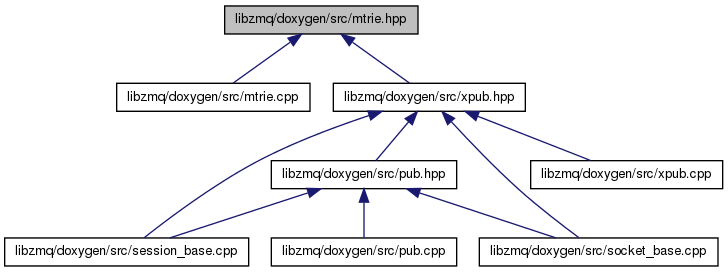 libzmq/doxygen/src/mtrie.hpp
libzmq/doxygen/src/mtrie.cpp
libzmq/doxygen/src/xpub.hpp
libzmq/doxygen/src/pub.hpp
libzmq/doxygen/src/xpub.cpp
libzmq/doxygen/src/session_base.cpp
libzmq/doxygen/src/pub.cpp
libzmq/doxygen/src/socket_base.cpp